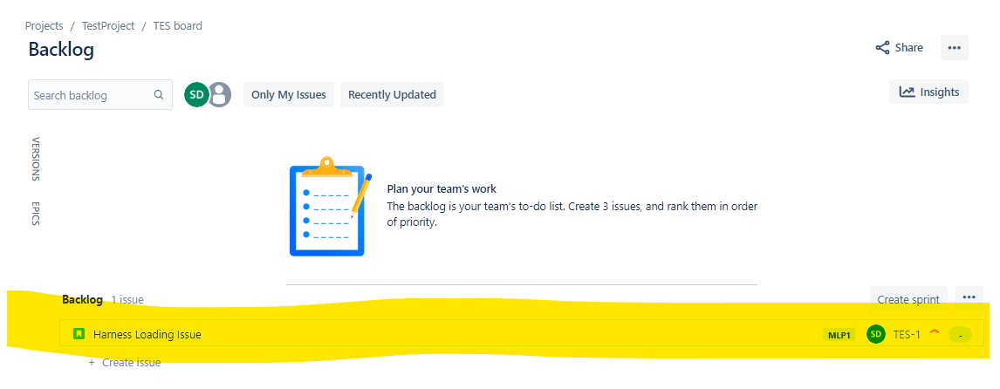 Projects / TestProject / TES board
Backlog
Share
Search backlog
SD
Only My Issues
Recently Updated
Insights
VERSIONS
EPICS
Plan your team's work
The backlog is your team's to-do list. Create 3 issues, and rank them in order
of priority.
Backlog 1 issue
Create sprint
Harness Loading Issue MLP1 SD TES-1 -
+ Create issue